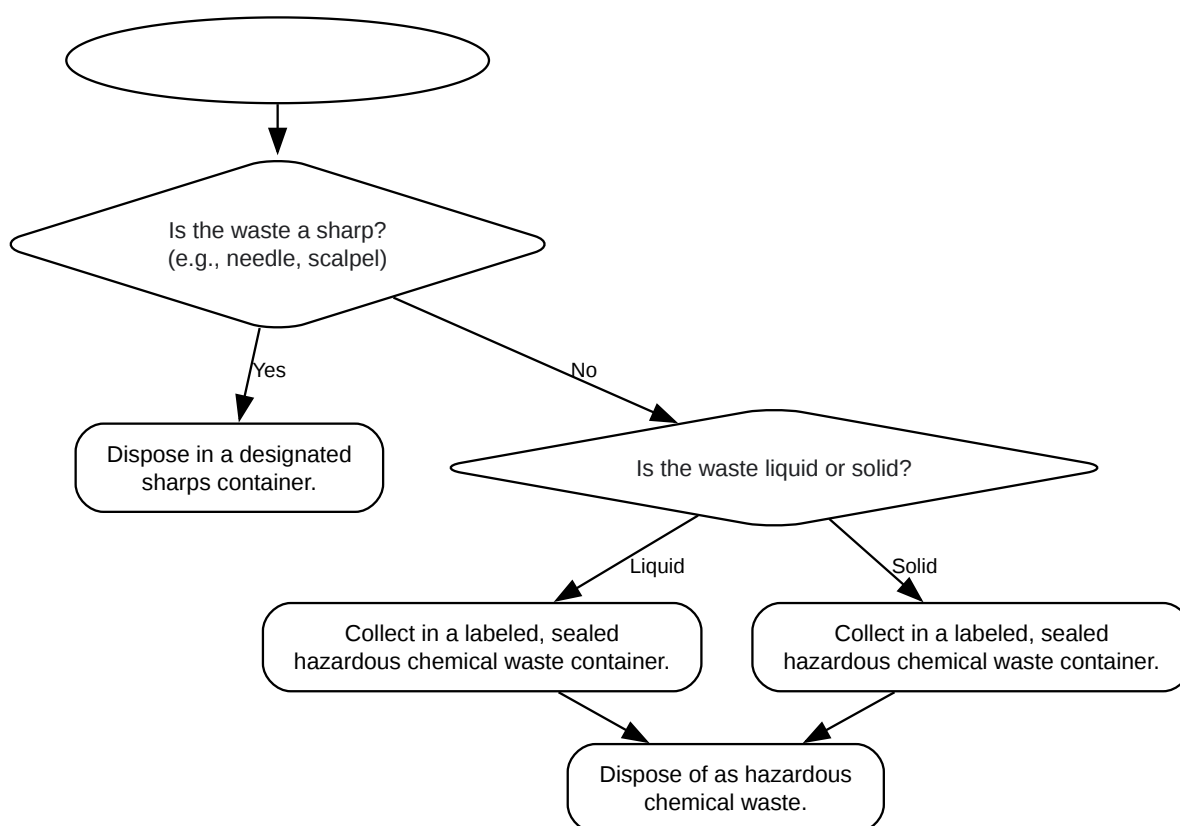 Is the waste a sharp?
(e.g., needle, scalpel)
Yes
No
Dispose in a designated
sharps container.
Is the waste liquid or solid?
Liquid
Solid
Collect in a labeled, sealed
hazardous chemical waste container.
Collect in a labeled, sealed
hazardous chemical waste container.
Dispose of as hazardous
chemical waste.